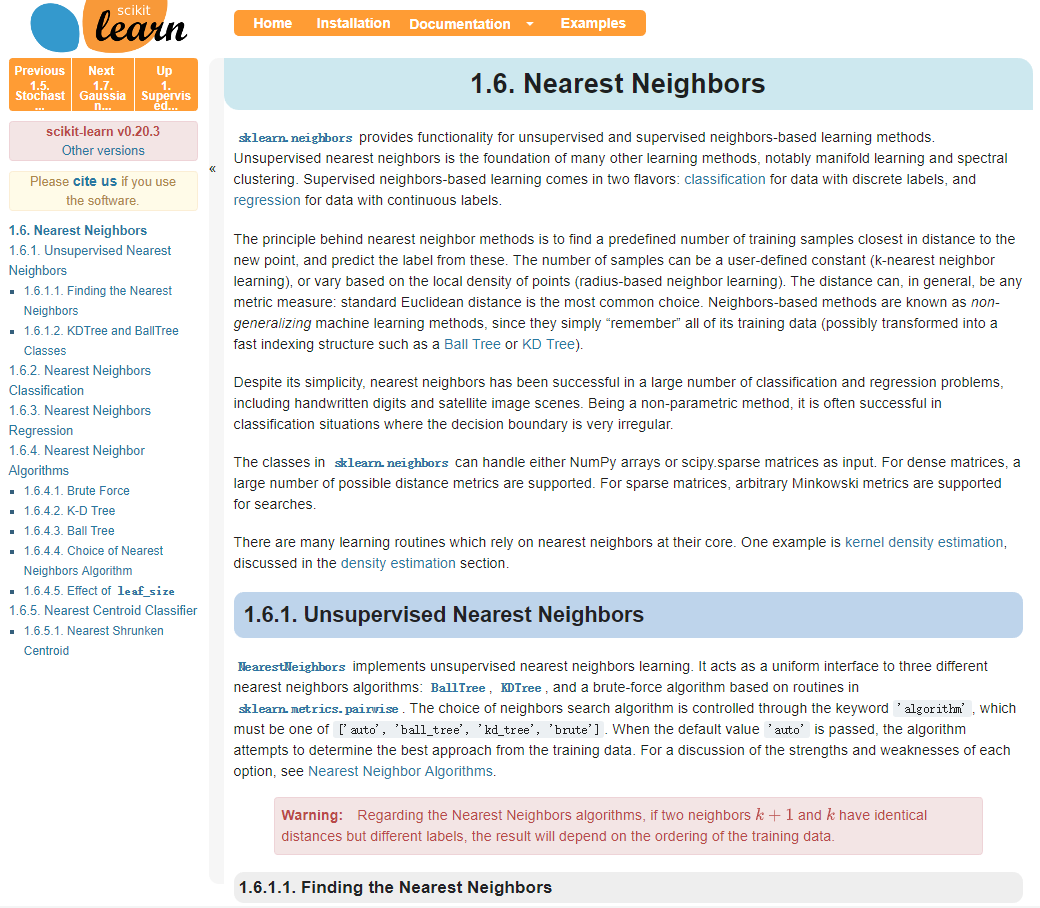 scikit
learn
Home Installation Documentation Examples
Previous
1.5.
Stochast
...
Next
1.7.
Gaussia
n...
Up
1.
Supervis
ed...
scikit-learn v0.20.3
Other versions
Please cite us if you use
the software.
1.6. Nearest Neighbors
1.6.1. Unsupervised Nearest
Neighbors
1.6.1.1. Finding the Nearest
Neighbors
1.6.1.2. KDTree and BallTree
Classes
1.6.2. Nearest Neighbors
Classification
1.6.3. Nearest Neighbors
Regression
1.6.4. Nearest Neighbor
Algorithms
1.6.4.1. Brute Force
1.6.4.2. K-D Tree
1.6.4.3. Ball Tree
1.6.4.4. Choice of Nearest
Neighbors Algorithm
1.6.4.5. Effect of leaf_size
1.6.5. Nearest Centroid Classifier
1.6.5.1. Nearest Shrunken
Centroid
«
1.6. Nearest Neighbors
sklearn.neighbors provides functionality for unsupervised and supervised neighbors-based learning methods.
Unsupervised nearest neighbors is the foundation of many other learning methods, notably manifold learning and spectral
clustering. Supervised neighbors-based learning comes in two flavors: classification for data with discrete labels, and
regression for data with continuous labels.
The principle behind nearest neighbor methods is to find a predefined number of training samples closest in distance to the
new point, and predict the label from these. The number of samples can be a user-defined constant (k-nearest neighbor
learning), or vary based on the local density of points (radius-based neighbor learning). The distance can, in general, be any
metric measure: standard Euclidean distance is the most common choice. Neighbors-based methods are known as non-
generalizing machine learning methods, since they simply “remember” all of its training data (possibly transformed into a
fast indexing structure such as a Ball Tree or KD Tree).
Despite its simplicity, nearest neighbors has been successful in a large number of classification and regression problems,
including handwritten digits and satellite image scenes. Being a non-parametric method, it is often successful in
classification situations where the decision boundary is very irregular.
The classes in sklearn.neighbors can handle either NumPy arrays or scipy.sparse matrices as input. For dense matrices, a
large number of possible distance metrics are supported. For sparse matrices, arbitrary Minkowski metrics are supported
for searches.
There are many learning routines which rely on nearest neighbors at their core. One example is kernel density estimation,
discussed in the density estimation section.
1.6.1. Unsupervised Nearest Neighbors
NearestNeighbors implements unsupervised nearest neighbors learning. It acts as a uniform interface to three different
nearest neighbors algorithms: BallTree, KDTree, and a brute-force algorithm based on routines in
sklearn.metrics.pairwise. The choice of neighbors search algorithm is controlled through the keyword 'algorithm', which
must be one of ['auto', 'ball_tree', 'kd_tree', 'brute']. When the default value 'auto' is passed, the algorithm
attempts to determine the best approach from the training data. For a discussion of the strengths and weaknesses of each
option, see Nearest Neighbor Algorithms.
Warning: Regarding the Nearest Neighbors algorithms, if two neighbors k + 1 and k have identical
distances but different labels, the result will depend on the ordering of the training data.
1.6.1.1. Finding the Nearest Neighbors